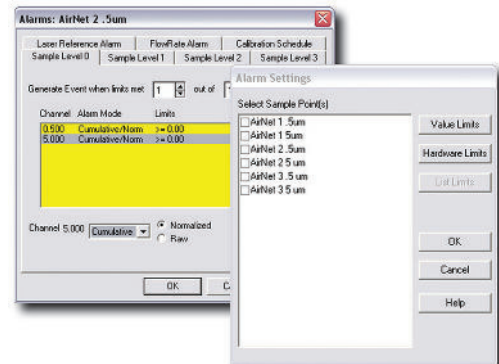 Alarms: AirNet 2 .5um
Laser Reference Alarm FlowRate Alarm Calibration Schedule
Sample Level 0 Sample Level 1 Sample Level 2 Sample Level 3
Generate Event when limits met 1 out of
Channel Alarm Mode Limits
0.500 Cumulative/Norm >= 0.00
5.000 Cumulative/Norm >= 0.00
Channel 5.000 Cumulative Normalized
Raw
OK
Alarm Settings
Select Sample Point(s)
AirNet 1 .5um
AirNet 1 5um
AirNet 2 .5um
AirNet 2 5 um
AirNet 3 .5 um
AirNet 3 5 um
Value Limits
Hardware Limits
List Limits
OK
Cancel
Help